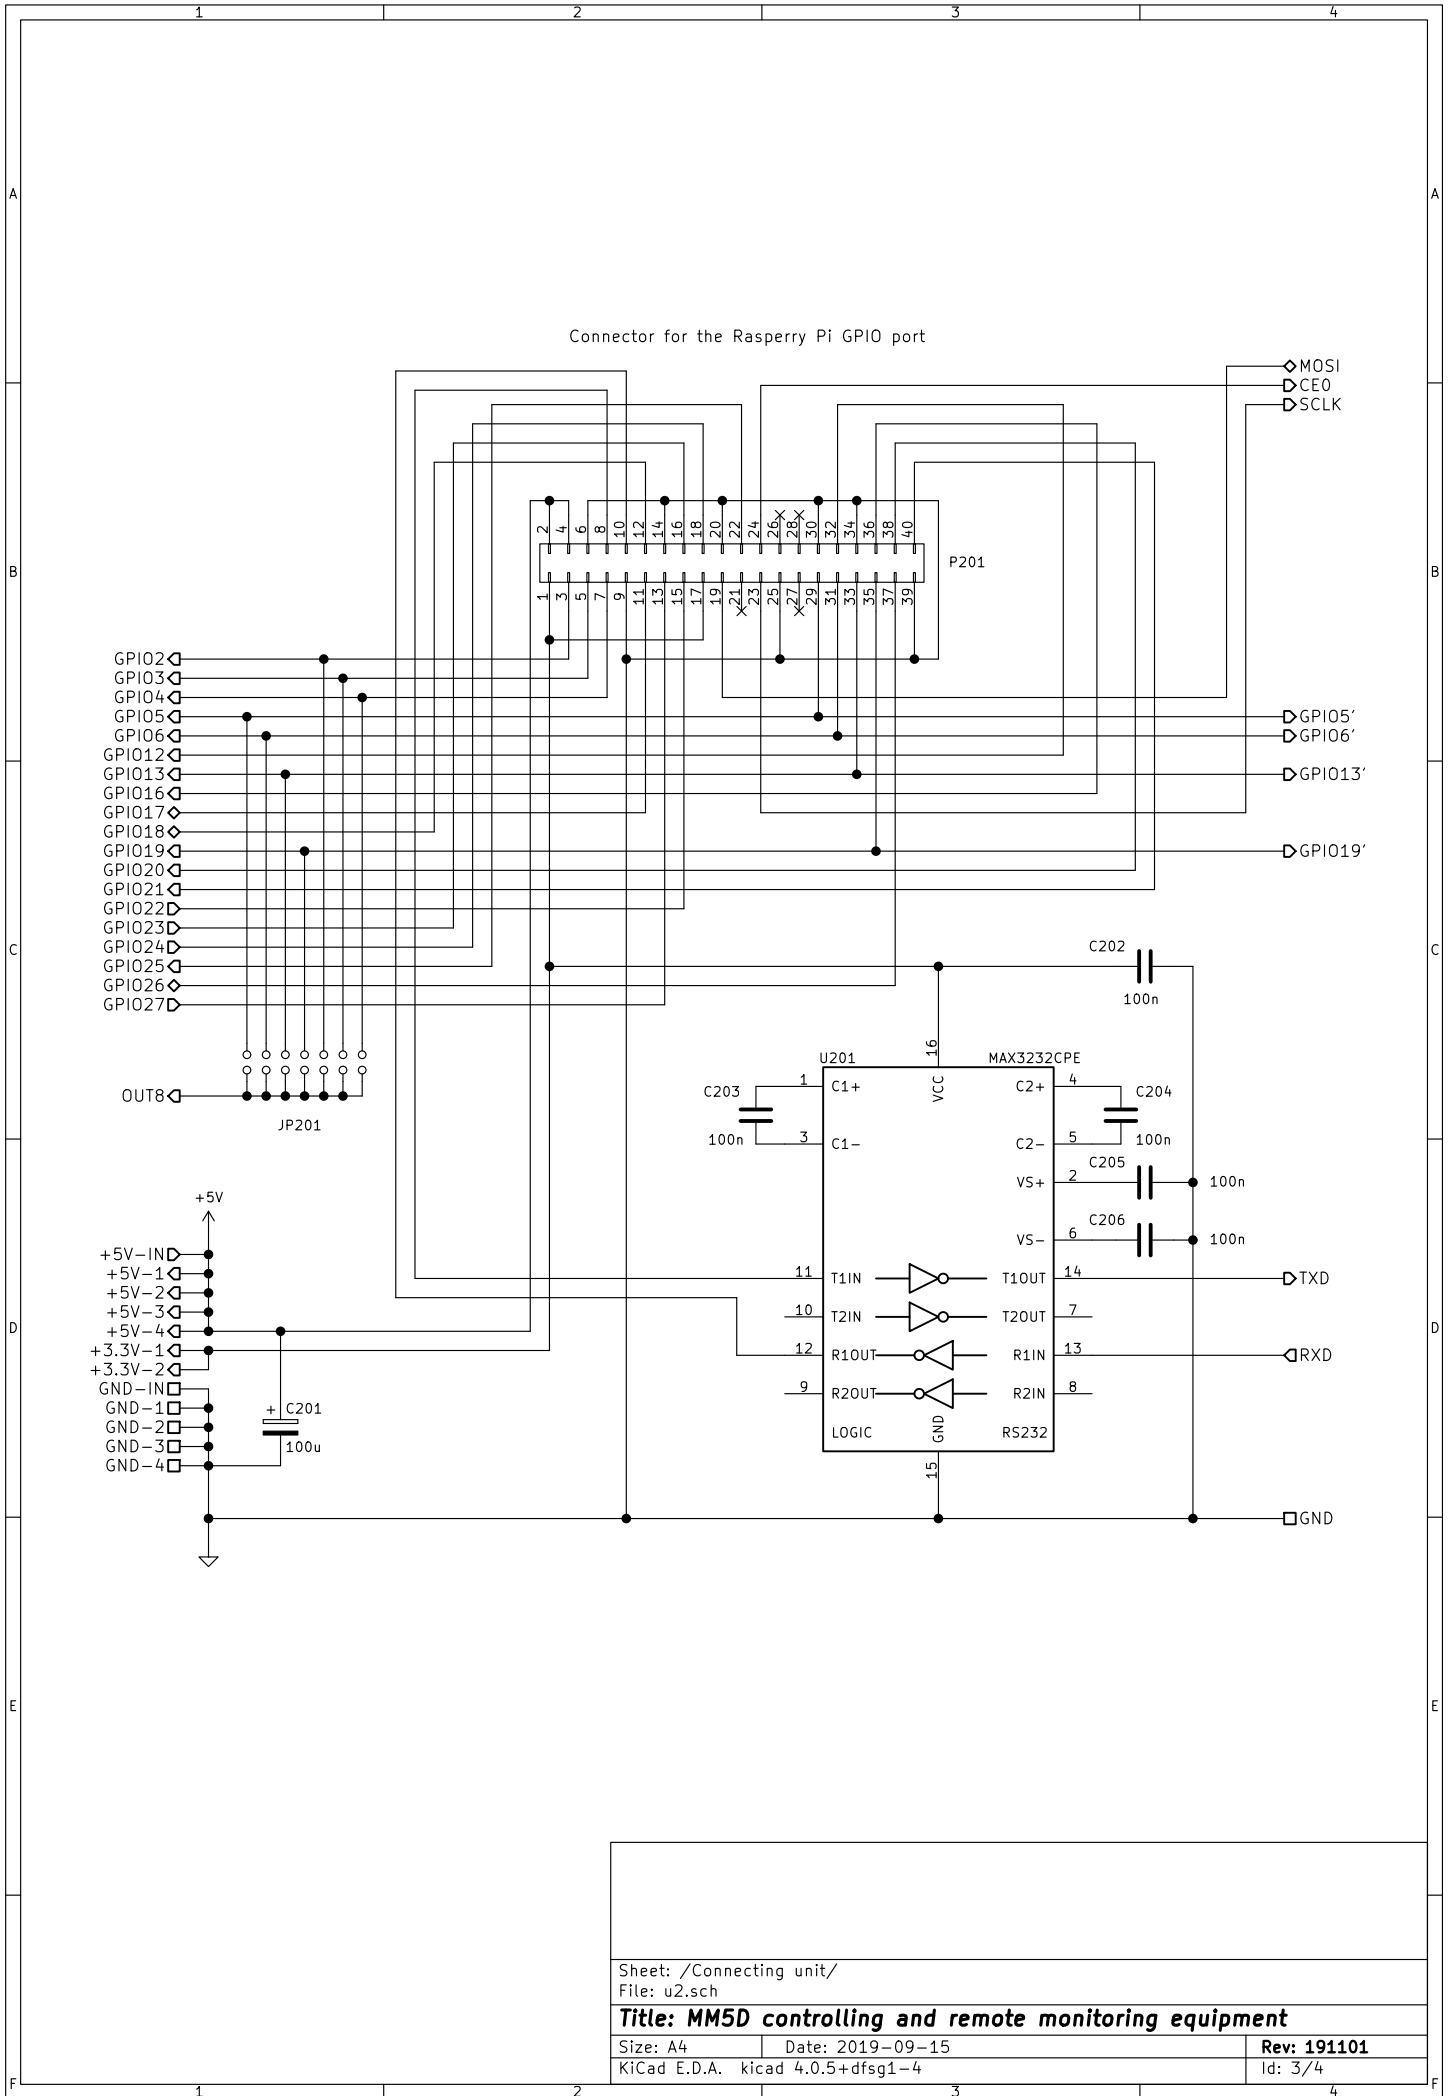 1 2 3 4
A A
Connector for the Rasperry Pi GPIO port
MOSI
CE0
SCLK
2 4 6 8 10 12 14 16 18 20 22 24 26 28 30 32 34 36 38 40
B P201 B
1 3 5 7 9 11 13 15 17 19 21 23 25 27 29 31 33 35 37 39
GPIO2
GPIO3
GPIO4
GPIO5 GPIO5'
GPIO6 GPIO6'
GPIO12
GPIO13 GPIO13'
GPIO16
GPIO17
GPIO18
GPIO19 GPIO19'
GPIO20
GPIO21
GPIO22
GPIO23
GPIO24
C C202 C
GPIO25
GPIO26
GPIO27
100n
U201 16 MAX3232CPE
OUT8
JP201
C203 1 C1+ VCC C2+ 4 C204
100n 3 C1- C2- 5 100n
C205
VS+ 2 100n
+5V
C206
VS- 6 100n
+5V-IN
+5V-1
+5V-2
+5V-3
+5V-4
+3.3V-1
+3.3V-2
GND-IN
GND-1
GND-2
GND-3
GND-4
+ C201
100u
11 T1IN T1OUT 14 TXD
10 T2IN T2OUT 7
D D
12 R1OUT R1IN 13 RXD
9 R2OUT R2IN 8
LOGIC GND RS232
15
GND
E E
Sheet: /Connecting unit/
File: u2.sch
Title: MM5D controlling and remote monitoring equipment
Size: A4 Date: 2019-09-15 Rev: 191101
KiCad E.D.A. kicad 4.0.5+dfsg1-4 Id: 3/4
F F
1 2 3 4